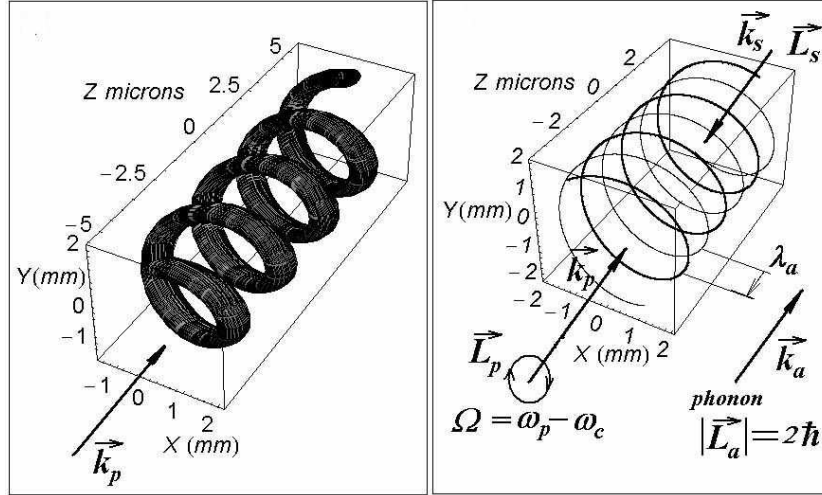 5
2.5
Z microns
0
-2.5
-5
2
Y(mm)
0
1
-1
-1
0
1
2
X (mm)
k_p
k_s
L_s
2
Z microns
0
-2
2
1
Y(mm)
0
-1
-2
-2
-1
0
1
2
X (mm)
k_p
λ_a
L_p
k_a
phonon
Ω = ω_p - ω_c
|L_a| = 2ħ